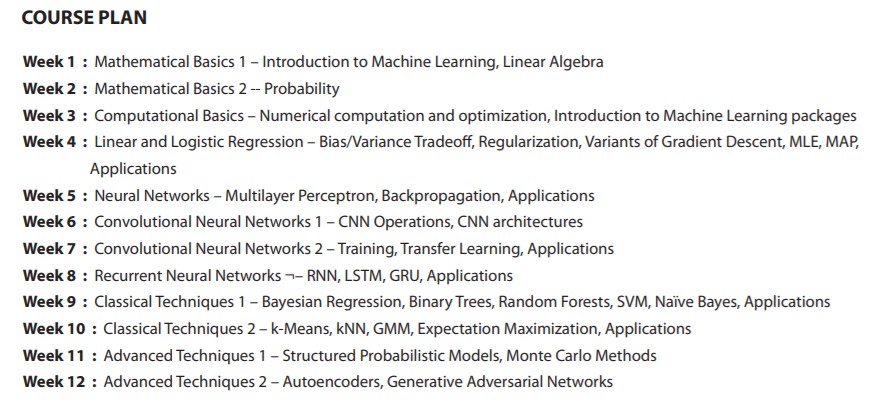 COURSE PLAN
Week 1 : Mathematical Basics 1 – Introduction to Machine Learning, Linear Algebra
Week 2 : Mathematical Basics 2 -- Probability
Week 3 : Computational Basics – Numerical computation and optimization, Introduction to Machine Learning packages
Week 4 : Linear and Logistic Regression – Bias/Variance Tradeoff, Regularization, Variants of Gradient Descent, MLE, MAP,
Applications
Week 5 : Neural Networks – Multilayer Perceptron, Backpropagation, Applications
Week 6 : Convolutional Neural Networks 1 – CNN Operations, CNN architectures
Week 7 : Convolutional Neural Networks 2 – Training, Transfer Learning, Applications
Week 8 : Recurrent Neural Networks ¬– RNN, LSTM, GRU, Applications
Week 9 : Classical Techniques 1 – Bayesian Regression, Binary Trees, Random Forests, SVM, Naïve Bayes, Applications
Week 10 : Classical Techniques 2 – k-Means, kNN, GMM, Expectation Maximization, Applications
Week 11 : Advanced Techniques 1 – Structured Probabilistic Models, Monte Carlo Methods
Week 12 : Advanced Techniques 2 – Autoencoders, Generative Adversarial Networks